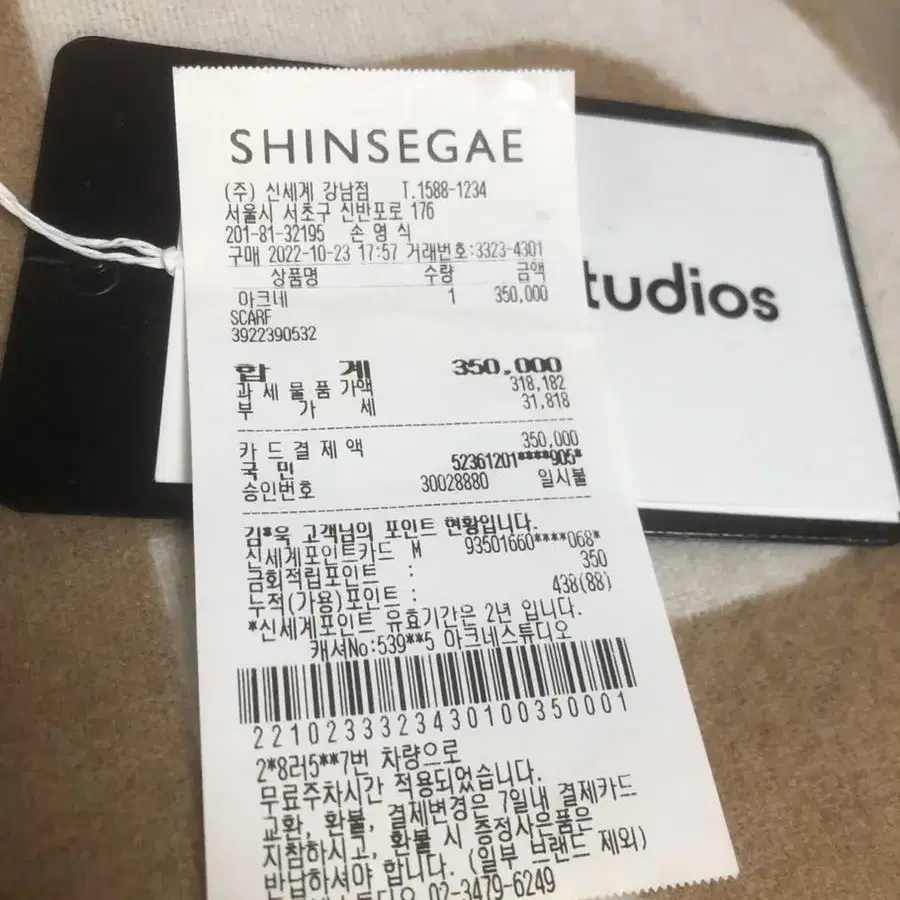 SHINSEGAE
(주) 신세계 강남점 T.1588-1234
서울시 서초구 신반포로 176
201-81-32195 손 영 식
구매 2022-10-23 17:57 거래번호:3323-4301
상품명 수량 금액
아크네 1 350,000
SCARF
3922390532
합 계 350,000
과 세 물 품 가액 318,182
부 가 세 31,818
카 드 결 제 액 350,000
국 민 52361201****905*
승인번호 30028880 일시불
김*욱 고객님의 포인트 현황입니다.
신세계포인트카드 M 93501660****068*
금회적립포인트 : 350
누적(가용)포인트 : 438(88)
*신세계포인트 유효기간은 2년 입니다.
캐셔No:539**5 아크네스튜디오
2210233323430100350001
2*8러5**7번 차량으로
무료주차시간 적용되었습니다.
교환, 환불, 결제변경은 7일내 결제카드
지참하시고, 환불 시 증정사은품은
반납하셔야 합니다. (일부 브랜드 제외)
02-3479-6249
tudios